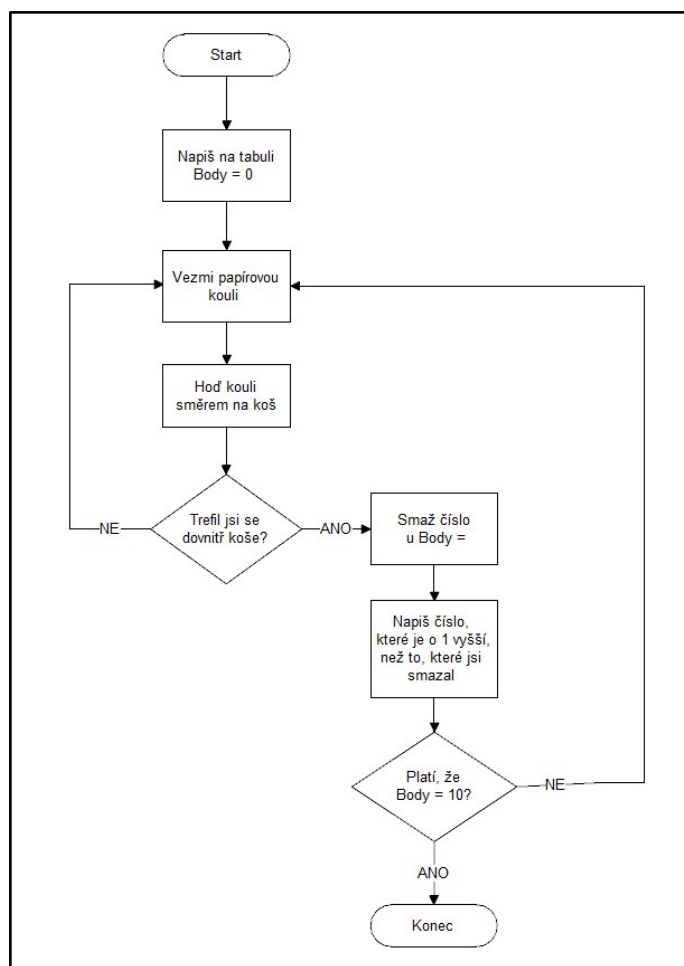 Start
Napiš na tabuli
Body = 0
Vezmi papírovou
kouli
Hoď kouli
směrem na koš
Trefil jsi se
dovnitř koše?
NE
ANO
Smaž číslo
u Body =
Napiš číslo,
které je o 1 vyšší,
než to, které jsi
smazal
Platí, že
Body = 10?
NE
ANO
Konec